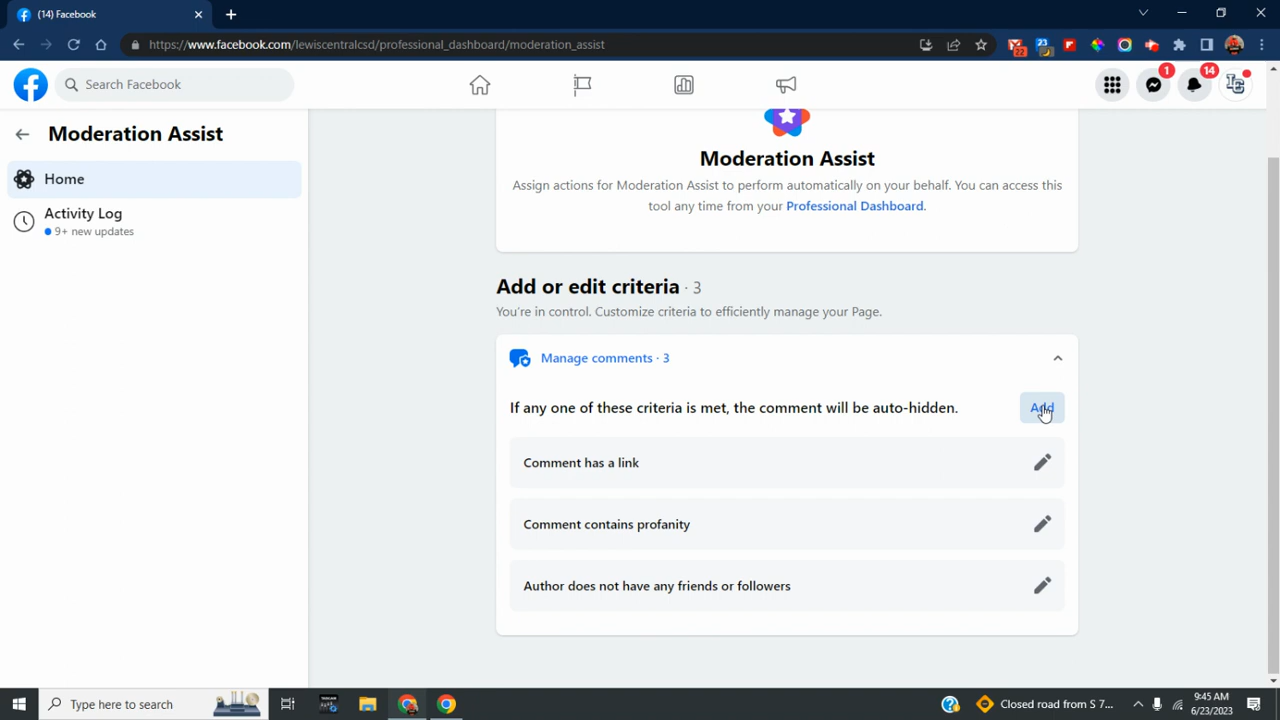 (14) Facebook
https://www.facebook.com/lewiscentralcsd/professional_dashboard/moderation_assist
22
23
Search Facebook
1
14
Moderation Assist
Home
Activity Log
9+ new updates
Moderation Assist
Assign actions for Moderation Assist to perform automatically on your behalf. You can access this
tool any time from your Professional Dashboard.
Add or edit criteria · 3
You're in control. Customize criteria to efficiently manage your Page.
Manage comments · 3
If any one of these criteria is met, the comment will be auto-hidden.
Add
Comment has a link
Comment contains profanity
Author does not have any friends or followers
Type here to search
Closed road from S 7...
9:45 AM
6/23/2023